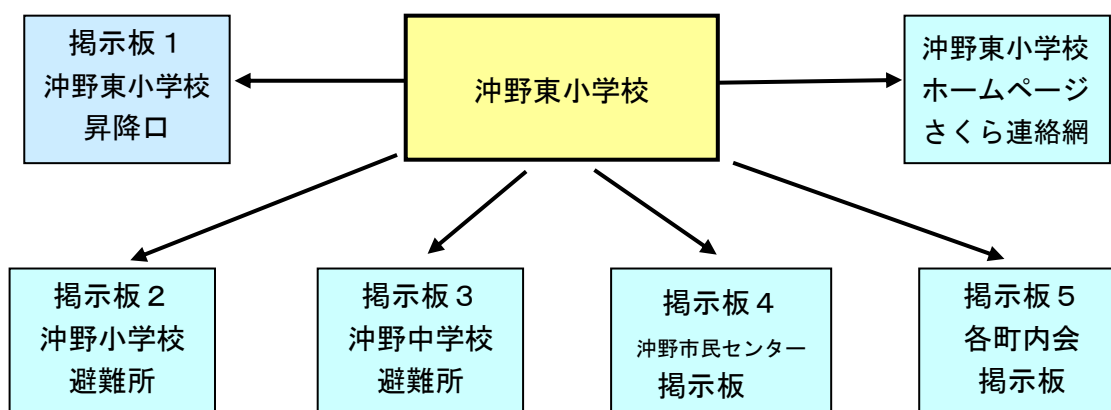 掲示板１
沖野東小学校
昇降口
沖野東小学校
沖野東小学校
ホームページ
さくら連絡網
掲示板２
沖野小学校
避難所
掲示板３
沖野中学校
避難所
掲示板４
沖野市民センター
掲示板
掲示板５
各町内会
掲示板